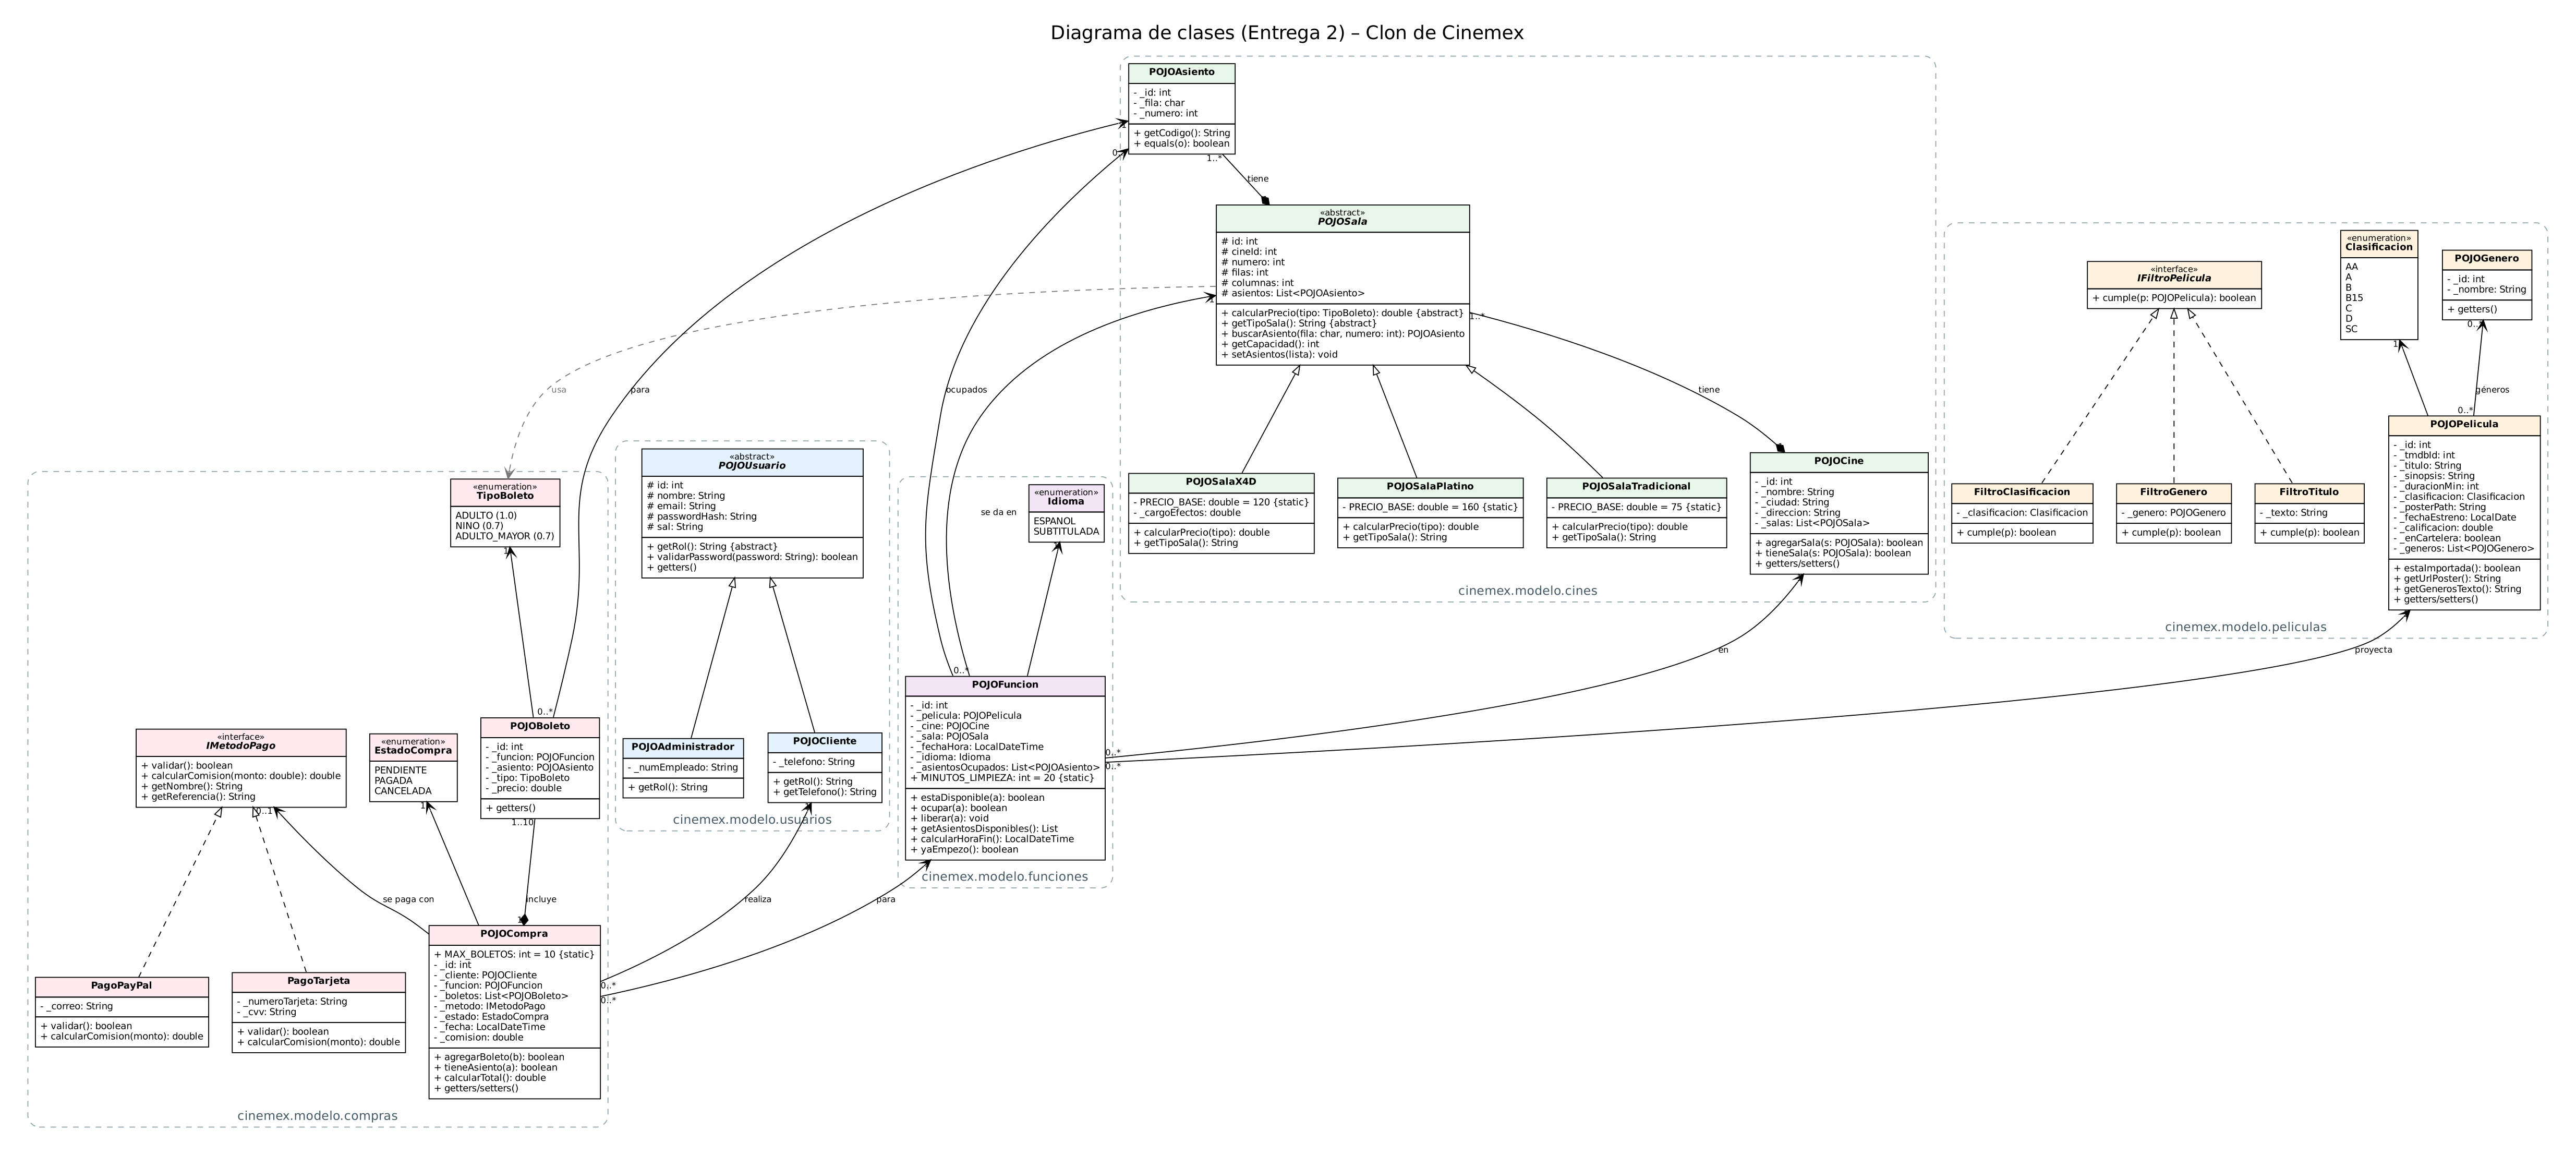 Diagrama de clases (Entrega 2) – Clon de Cinemex
POJOAsiento
- _id: int
- _fila: char
- _numero: int
+ getCodigo(): String
+ equals(o): boolean
1..*
tiene
«abstract»
POJOSala
# id: int
# cineId: int
# numero: int
# filas: int
# columnas: int
# asientos: List<POJOAsiento>
+ calcularPrecio(tipo: TipoBoleto): double {abstract}
+ getTipoSala(): String {abstract}
+ buscarAsiento(fila: char, numero: int): POJOAsiento
+ getCapacidad(): int
+ setAsientos(lista): void
1..*
tiene
usa
para
ocupados
POJOSalaX4D
- PRECIO_BASE: double = 120 {static}
- _cargoEfectos: double
+ calcularPrecio(tipo): double
+ getTipoSala(): String
POJOSalaPlatino
- PRECIO_BASE: double = 160 {static}
+ calcularPrecio(tipo): double
+ getTipoSala(): String
POJOSalaTradicional
- PRECIO_BASE: double = 75 {static}
+ calcularPrecio(tipo): double
+ getTipoSala(): String
POJOCine
- _id: int
- _nombre: String
- _ciudad: String
- _direccion: String
- _salas: List<POJOSala>
+ agregarSala(s: POJOSala): boolean
+ tieneSala(s: POJOSala): boolean
+ getters/setters()
cinemex.modelo.cines
«interface»
IFiltroPelicula
+ cumple(p: POJOPelicula): boolean
«enumeration»
Clasificacion
AA
A
B
B15
C
D
SC
1
POJOGenero
- _id: int
- _nombre: String
+ getters()
géneros
0..*
FiltroClasificacion
- _clasificacion: Clasificacion
+ cumple(p): boolean
FiltroGenero
- _genero: POJOGenero
+ cumple(p): boolean
FiltroTitulo
- _texto: String
+ cumple(p): boolean
POJOPelicula
- _id: int
- _tmdbId: int
- _titulo: String
- _sinopsis: String
- _duracionMin: int
- _clasificacion: Clasificacion
- _posterPath: String
- _fechaEstreno: LocalDate
- _calificacion: double
- _enCartelera: boolean
- _generos: List<POJOGenero>
+ estaImportada(): boolean
+ getUrlPoster(): String
+ getGenerosTexto(): String
+ getters/setters()
cinemex.modelo.peliculas
en
proyecta
«enumeration»
TipoBoleto
ADULTO (1.0)
NINO (0.7)
ADULTO_MAYOR (0.7)
«abstract»
POJOUsuario
# id: int
# nombre: String
# email: String
# passwordHash: String
# sal: String
+ getRol(): String {abstract}
+ validarPassword(password: String): boolean
+ getters()
se da en
«enumeration»
Idioma
ESPANOL
SUBTITULADA
0..*
POJOFuncion
- _id: int
- _pelicula: POJOPelicula
- _cine: POJOCine
- _sala: POJOSala
- _fechaHora: LocalDateTime
- _idioma: Idioma
- _asientosOcupados: List<POJOAsiento>
+ MINUTOS_LIMPIEZA: int = 20 {static}
+ estaDisponible(a): boolean
+ ocupar(a): boolean
+ liberar(a): void
+ getAsientosDisponibles(): List
+ calcularHoraFin(): LocalDateTime
+ yaEmpezo(): boolean
0..*
0..*
cinemex.modelo.funciones
POJOAdministrador
- _numEmpleado: String
+ getRol(): String
POJOCliente
- _telefono: String
+ getRol(): String
+ getTelefono(): String
cinemex.modelo.usuarios
«interface»
IMetodoPago
+ validar(): boolean
+ calcularComision(monto: double): double
+ getNombre(): String
+ getReferencia(): String
0..1
«enumeration»
EstadoCompra
PENDIENTE
PAGADA
CANCELADA
0..*
POJOBoleto
- _id: int
- _funcion: POJOFuncion
- _asiento: POJOAsiento
- _tipo: TipoBoleto
- _precio: double
+ getters()
1..10
se paga con
incluye
realiza
para
POJOCompra
+ MAX_BOLETOS: int = 10 {static}
- _id: int
- _cliente: POJOCliente
- _funcion: POJOFuncion
- _boletos: List<POJOBoleto>
- _metodo: IMetodoPago
- _estado: EstadoCompra
- _fecha: LocalDateTime
- _comision: double
+ agregarBoleto(b): boolean
+ tieneAsiento(a): boolean
+ calcularTotal(): double
+ getters/setters()
0..*
0..*
PagoPayPal
- _correo: String
+ validar(): boolean
+ calcularComision(monto): double
PagoTarjeta
- _numeroTarjeta: String
- _cvv: String
+ validar(): boolean
+ calcularComision(monto): double
cinemex.modelo.compras